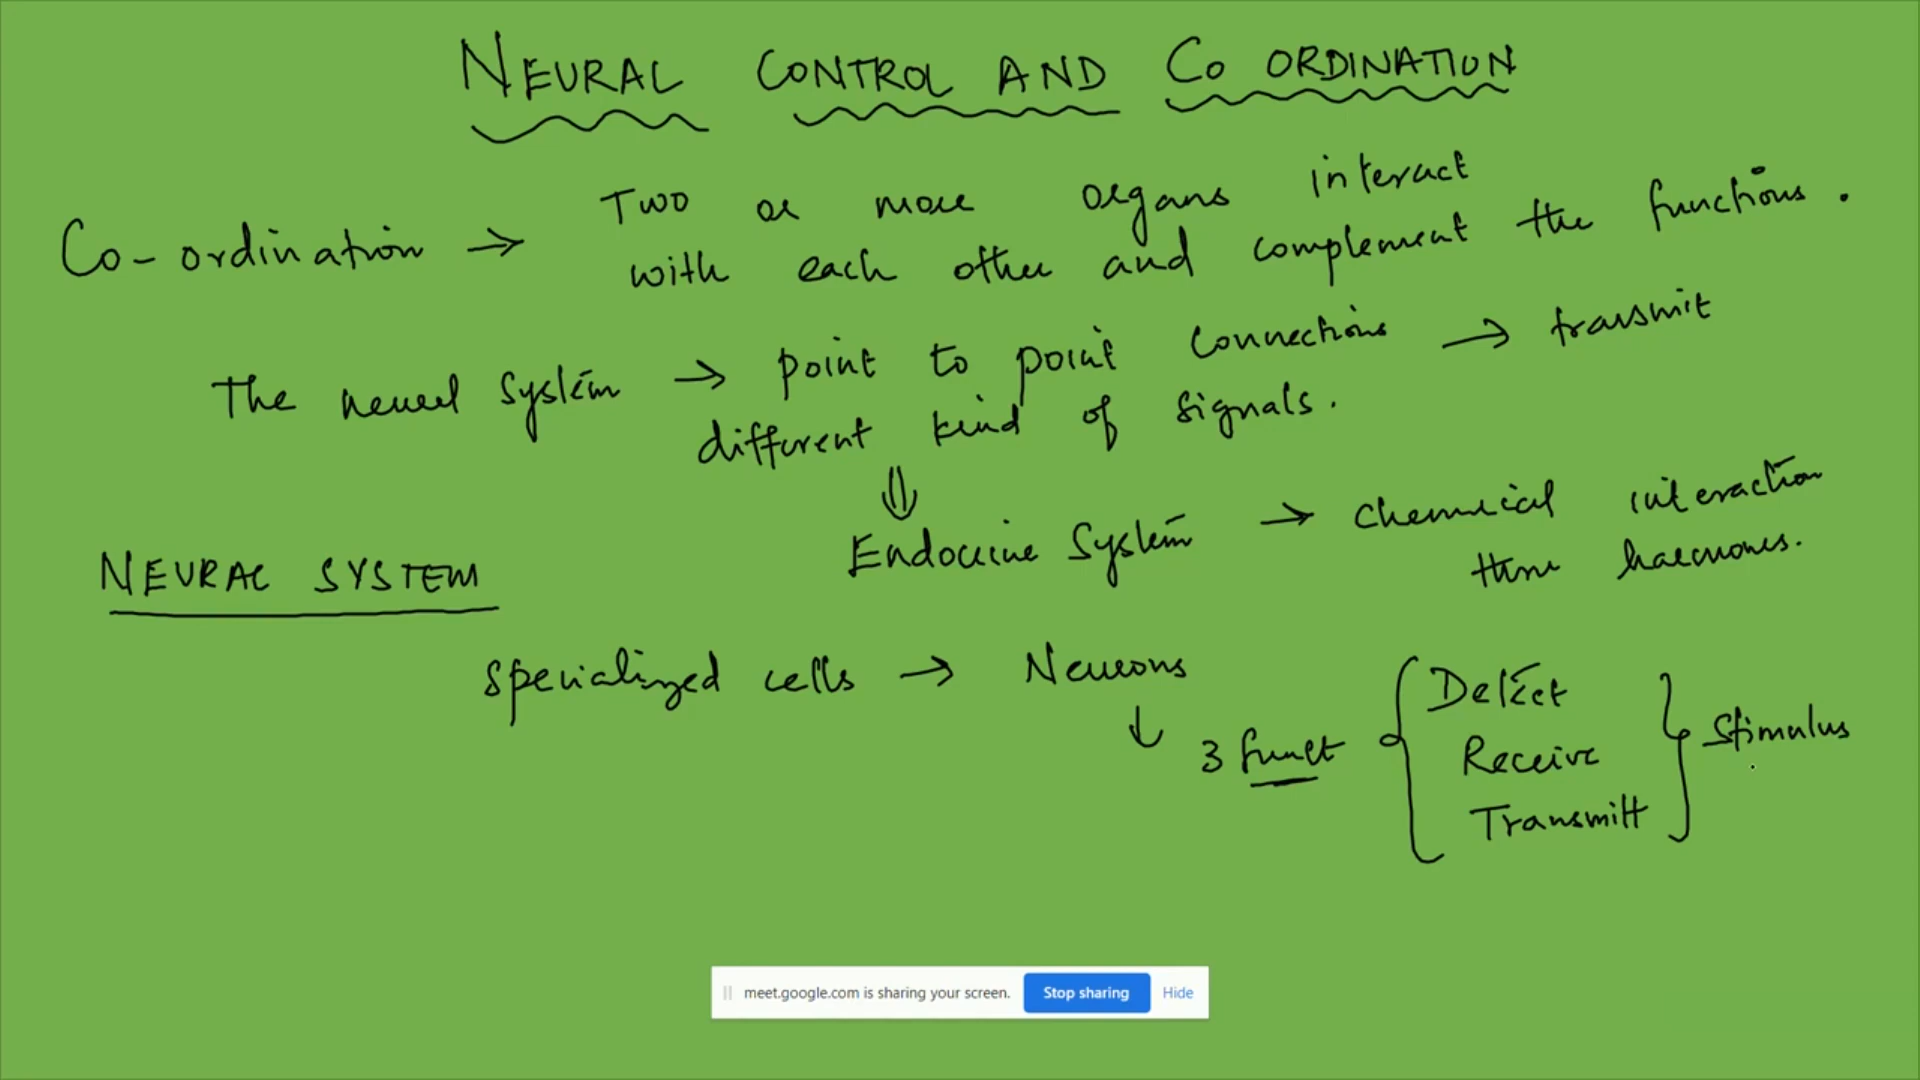 NEURAL CONTROL AND CO ORDINATION
Co-ordination → Two or more organs interact
with each other and complement the functions.
The neural System → point to point connections → transmit
different kind of signals.
⇓
Endocrine System → chemical interaction
thro harmones.
NEURAL SYSTEM
Specialized cells → Neurons
↓
3 funct { Detect
Receive } Stimulus
Transmitt
meet.google.com is sharing your screen. Stop sharing Hide